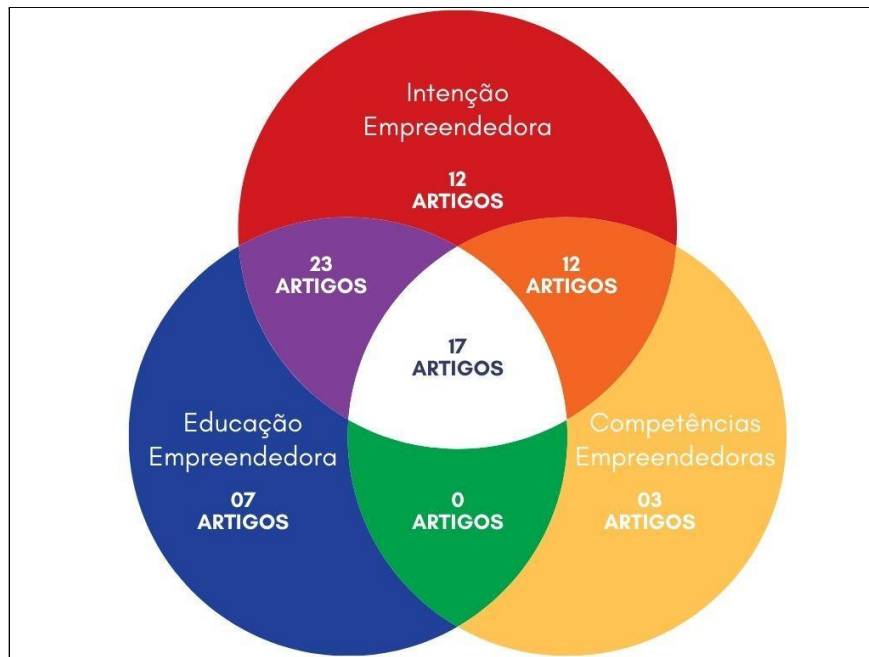 Intenção
Empreendedora
12
ARTIGOS
23
ARTIGOS
12
ARTIGOS
17
ARTIGOS
Educação
Empreendedora
07
ARTIGOS
0
ARTIGOS
Competências
Empreendedoras
03
ARTIGOS